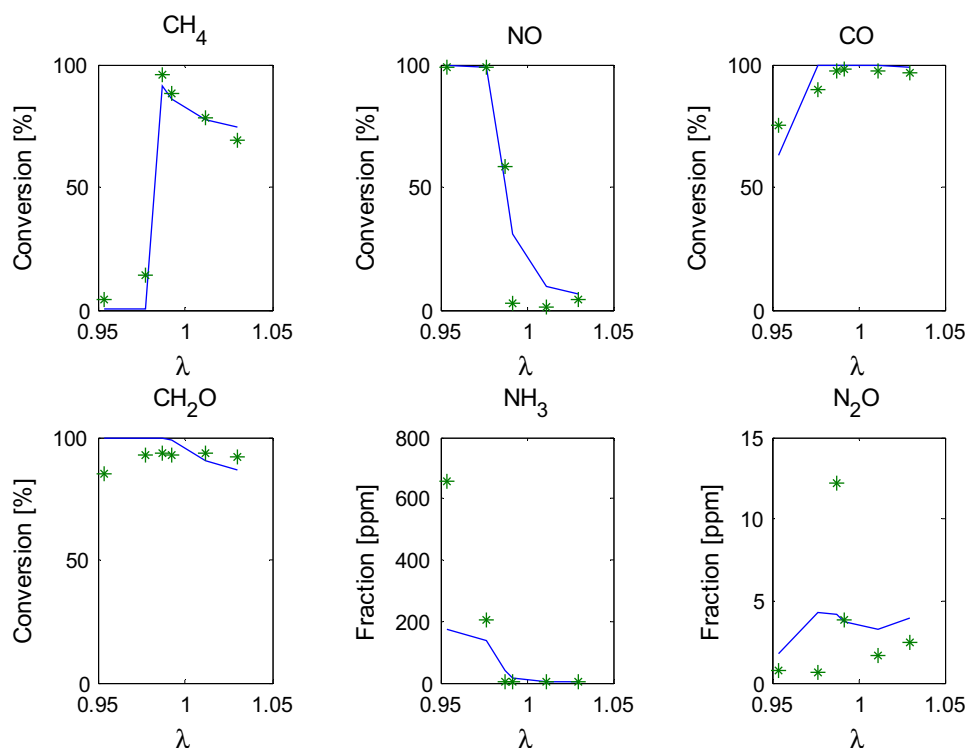 CH4
NO
CO
100
50
0
0.95
1
1.05
Conversion [%]
λ
100
50
0
0.95
1
1.05
Conversion [%]
λ
100
50
0
0.95
1
1.05
Conversion [%]
λ
CH2O
NH3
N2O
100
50
0
0.95
1
1.05
Conversion [%]
λ
800
600
400
200
0
0.95
1
1.05
Fraction [ppm]
λ
15
10
5
0
0.95
1
1.05
Fraction [ppm]
λ